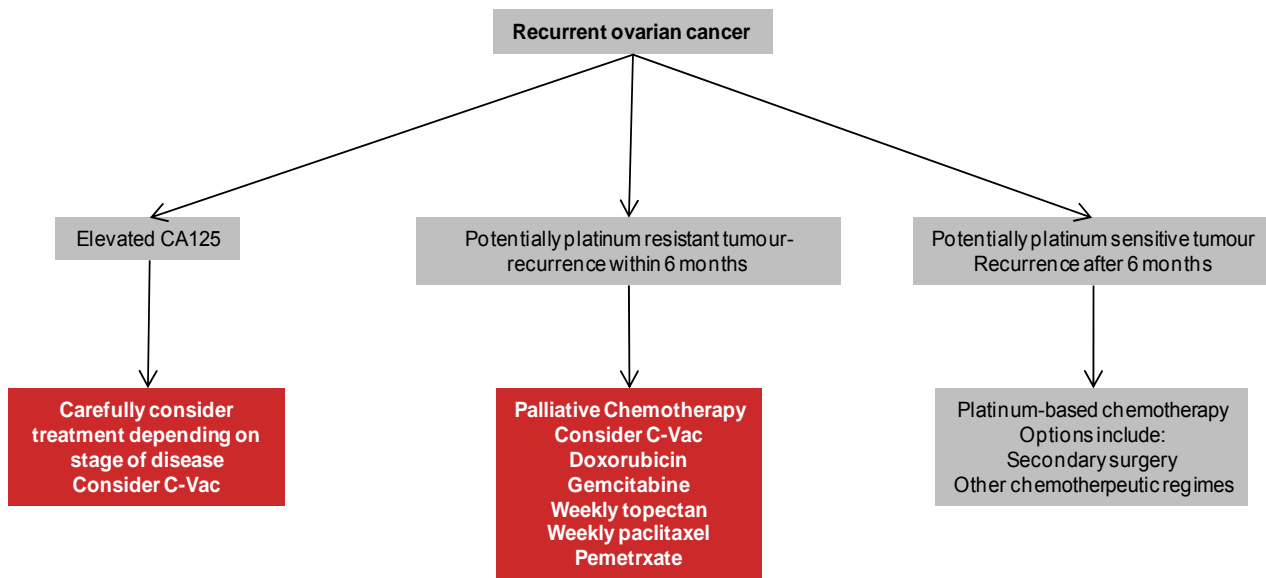 Recurrent ovarian cancer
Elevated CA125
Potentially platinum resistant tumour-
recurrence within 6 months
Potentially platinum sensitive tumour
Recurrence after 6 months
Carefully consider
treatment depending on
stage of disease
Consider C-Vac
Palliative Chemotherapy
Consider C-Vac
Doxorubicin
Gemcitabine
Weekly topectan
Weekly paclitaxel
Pemetrxate
Platinum-based chemotherapy
Options include:
Secondary surgery
Other chemotherpeutic regimes